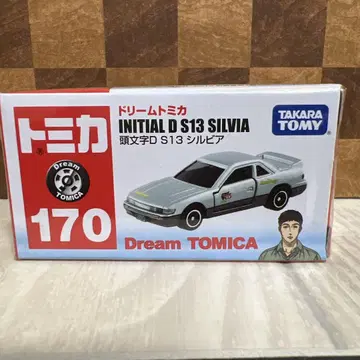 トミカ
Dream
TOMICA
170
ドリームトミカ
INITIAL D S13 SILVIA
頭文字D S13 シルビア
TAKARA
TOMY
Dream TOMICA